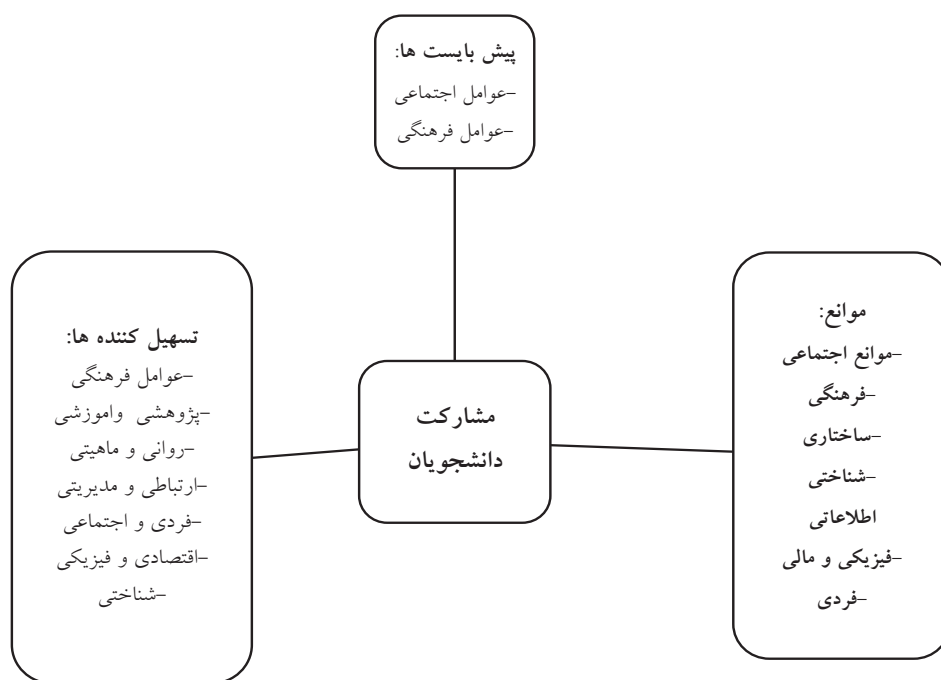 پیش بایست ها:
-عوامل اجتماعی
-عوامل فرهنگی
موانع:
-موانع اجتماعی
-فرهنگی
-ساختاری
-شناختی
اطلاعاتی
-فیزیکی و مالی
-فردی
مشارکت
دانشجویان
تسهیل کننده ها:
-عوامل فرهنگی
-پژوهشی واموزشی
-روانی و ماهیتی
-ارتباطی و مدیریتی
-فردی و اجتماعی
-اقتصادی و فیزیکی
-شناختی